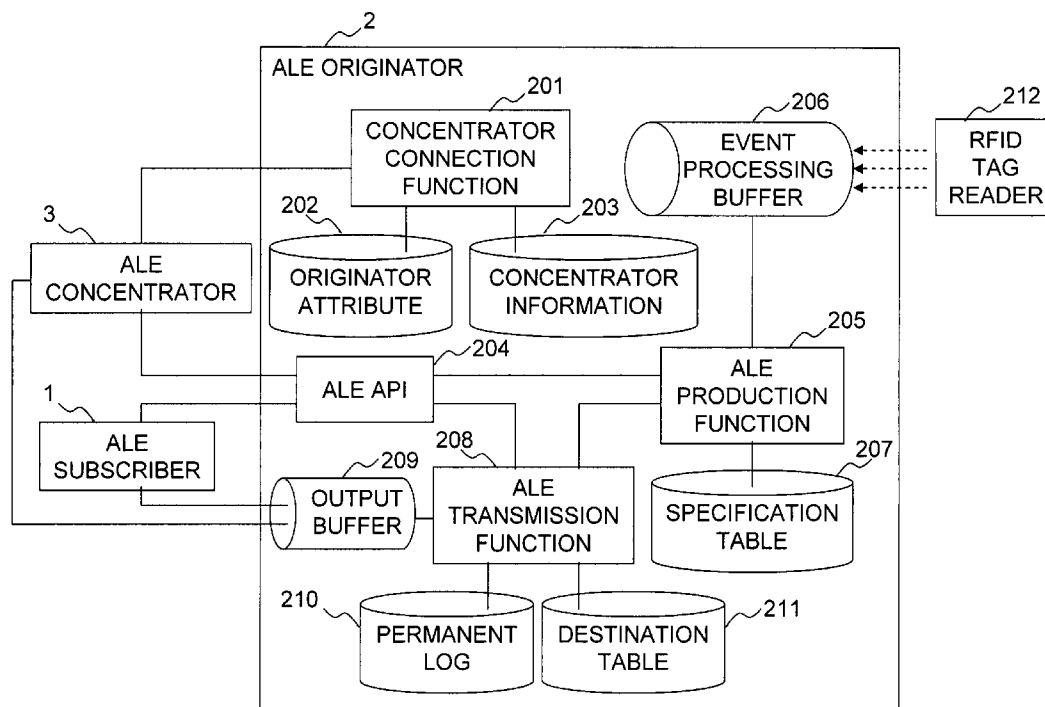 2
ALE ORIGINATOR
201
CONCENTRATOR
CONNECTION
FUNCTION
206
EVENT
PROCESSING
BUFFER
212
RFID
TAG
READER
202
ORIGINATOR
ATTRIBUTE
203
CONCENTRATOR
INFORMATION
3
ALE
CONCENTRATOR
204
ALE API
205
ALE
PRODUCTION
FUNCTION
1
ALE
SUBSCRIBER
209
OUTPUT
BUFFER
208
ALE
TRANSMISSION
FUNCTION
207
SPECIFICATION
TABLE
210
PERMANENT
LOG
DESTINATION
TABLE
211